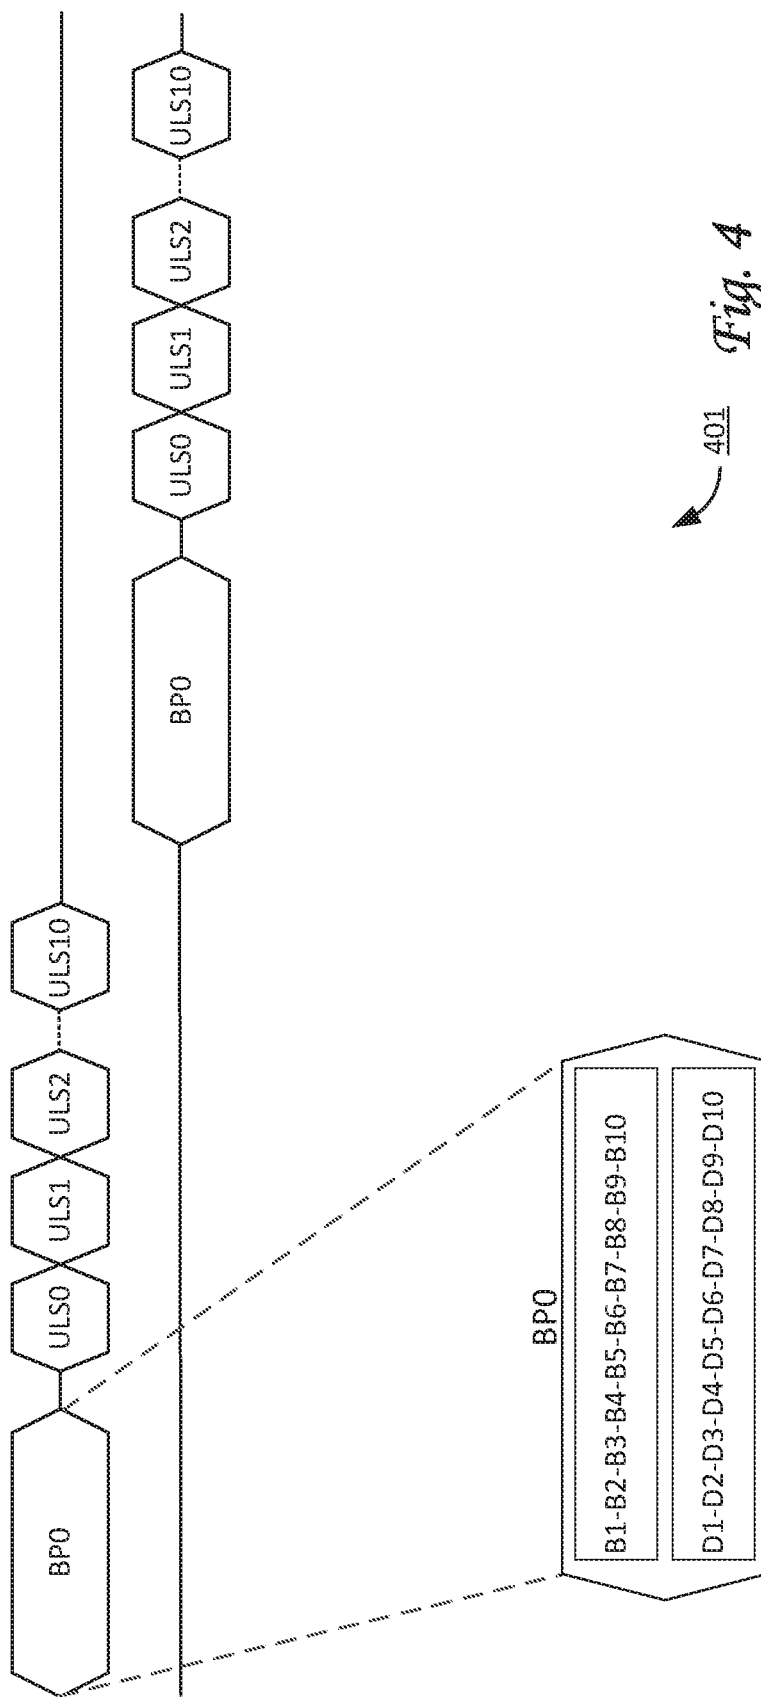 BP0
ULS0
ULS1
ULS2
ULS10
BP0
ULS0
ULS1
ULS2
ULS10
BP0
B1-B2-B3-B4-B5-B6-B7-B8-B9-B10
D1-D2-D3-D4-D5-D6-D7-D8-D9-D10
401
Fig. 4